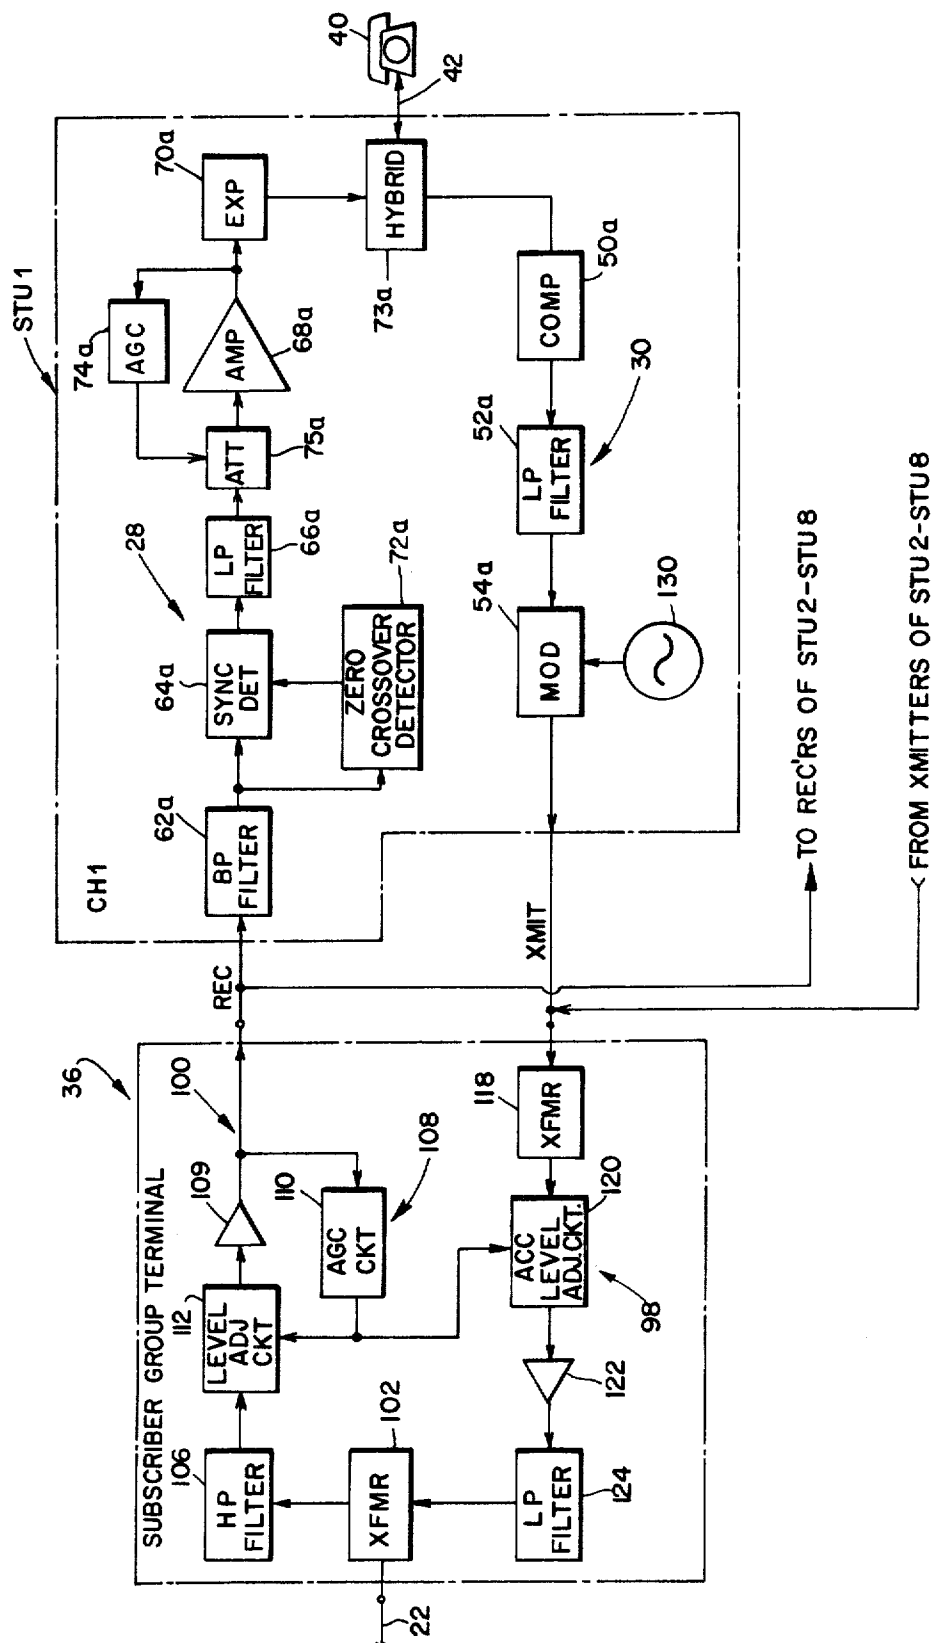 STU1
CH1
REC
62a
BP
FILTER
64a
SYNC
DET
28
LP
FILTER
66a
ATT
75a
74a
AGC
AMP
68a
70a
EXP
40
42
HYBRID
73a
ZERO
CROSSOVER
DETECTOR
72a
COMP
50a
52a
LP
FILTER
30
54a
MOD
130
XMIT
TO REC'RS OF STU2-STU8
FROM XMITTERS OF STU2-STU8
36
SUBSCRIBER GROUP TERMINAL
106
HP
FILTER
112
LEVEL
ADJ
CKT
109
100
110
AGC
CKT
108
102
XFMR
22
118
XFMR
ACC
LEVEL
ADJ.CKT.
120
98
122
LP
FILTER
124